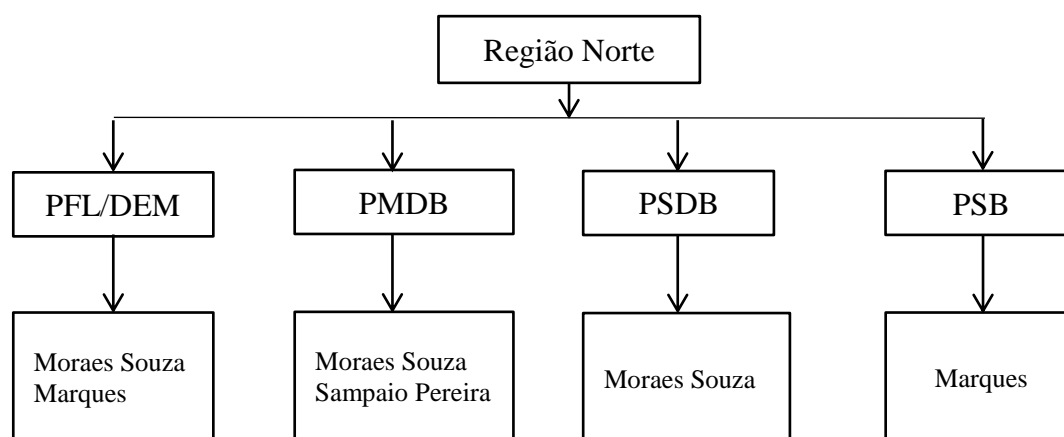 Região Norte
PFL/DEM
PMDB
PSDB
PSB
Moraes Souza
Marques
Moraes Souza
Sampaio Pereira
Moraes Souza
Marques